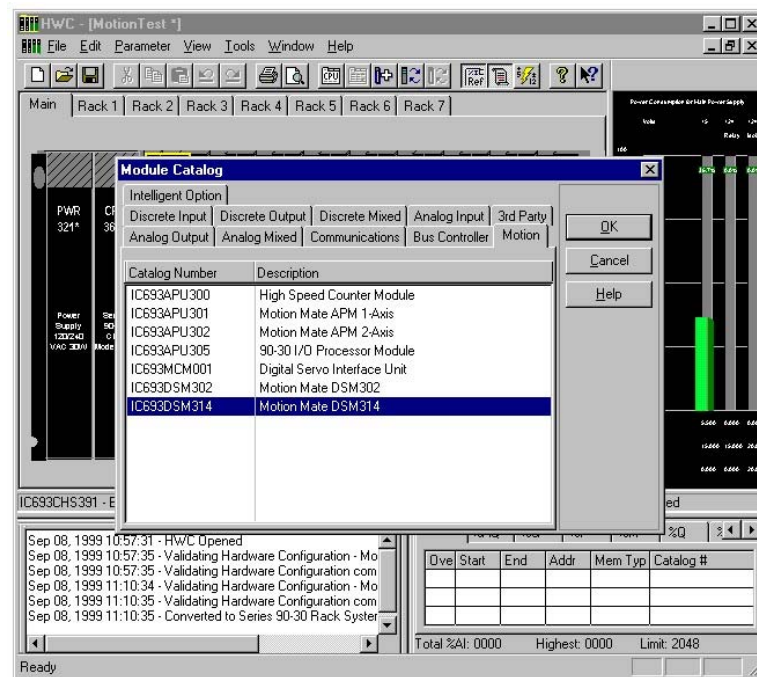 HWC - [MotionTest *]
File Edit Parameter View Tools Window Help
Main Rack 1 Rack 2 Rack 3 Rack 4 Rack 5 Rack 6 Rack 7
Power Consumption for Main Power Supply
Relay
100
PWR
321*
Power
Supply
120/240
VAC 30W
Module Catalog
Intelligent Option
Discrete Input Discrete Output Discrete Mixed Analog Input 3rd Party
Analog Output Analog Mixed Communications Bus Controller Motion
Catalog Number Description
IC693APU300 High Speed Counter Module
IC693APU301 Motion Mate APM 1-Axis
IC693APU302 Motion Mate APM 2-Axis
IC693APU305 90-30 I/O Processor Module
IC693MCM001 Digital Servo Interface Unit
IC693DSM302 Motion Mate DSM302
IC693DSM314 Motion Mate DSM314
OK
Cancel
Help
IC693CHS391 - E
ed
Sep 08, 1999 10:57:31 - HWC Opened
Sep 08, 1999 10:57:35 - Validating Hardware Configuration - Mo
Sep 08, 1999 10:57:35 - Validating Hardware Configuration com
Sep 08, 1999 11:10:34 - Validating Hardware Configuration - Mo
Sep 08, 1999 11:10:35 - Validating Hardware Configuration com
Sep 08, 1999 11:10:35 - Converted to Series 90-30 Rack System
%Q
Ove Start End Addr Mem Typ Catalog #
Total %AI: 0000 Highest: 0000 Limit: 2048
Ready